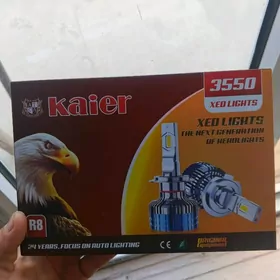 3550
XED LIGHTS
Kaier
XED LIGHTS
THE NEXT GENERATION
OF HEADLIGHTS
R8
24 YEARS, FOCUS ON AUTO LIGHTING
CE